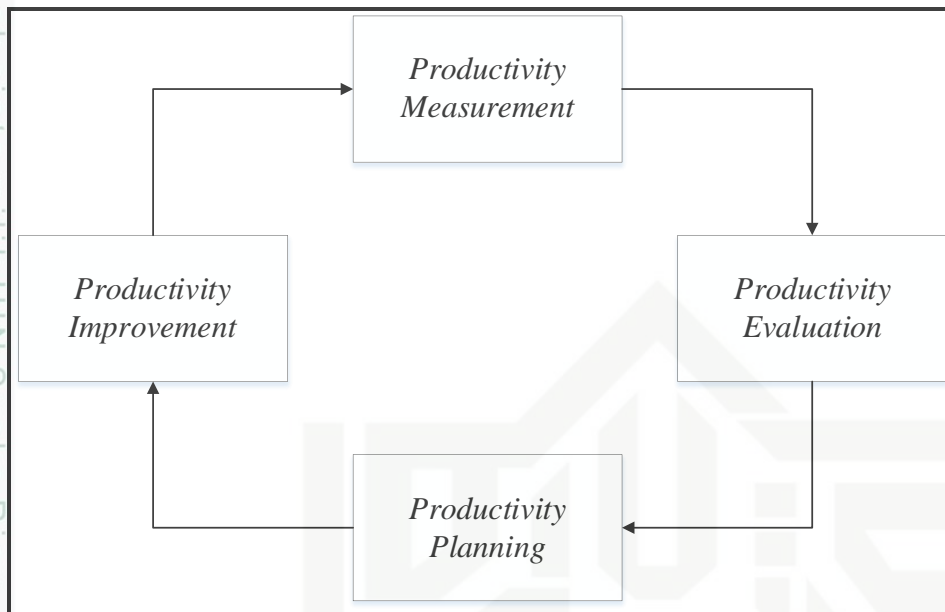 Productivity
Measurement
Productivity
Improvement
Productivity
Evaluation
Productivity
Planning